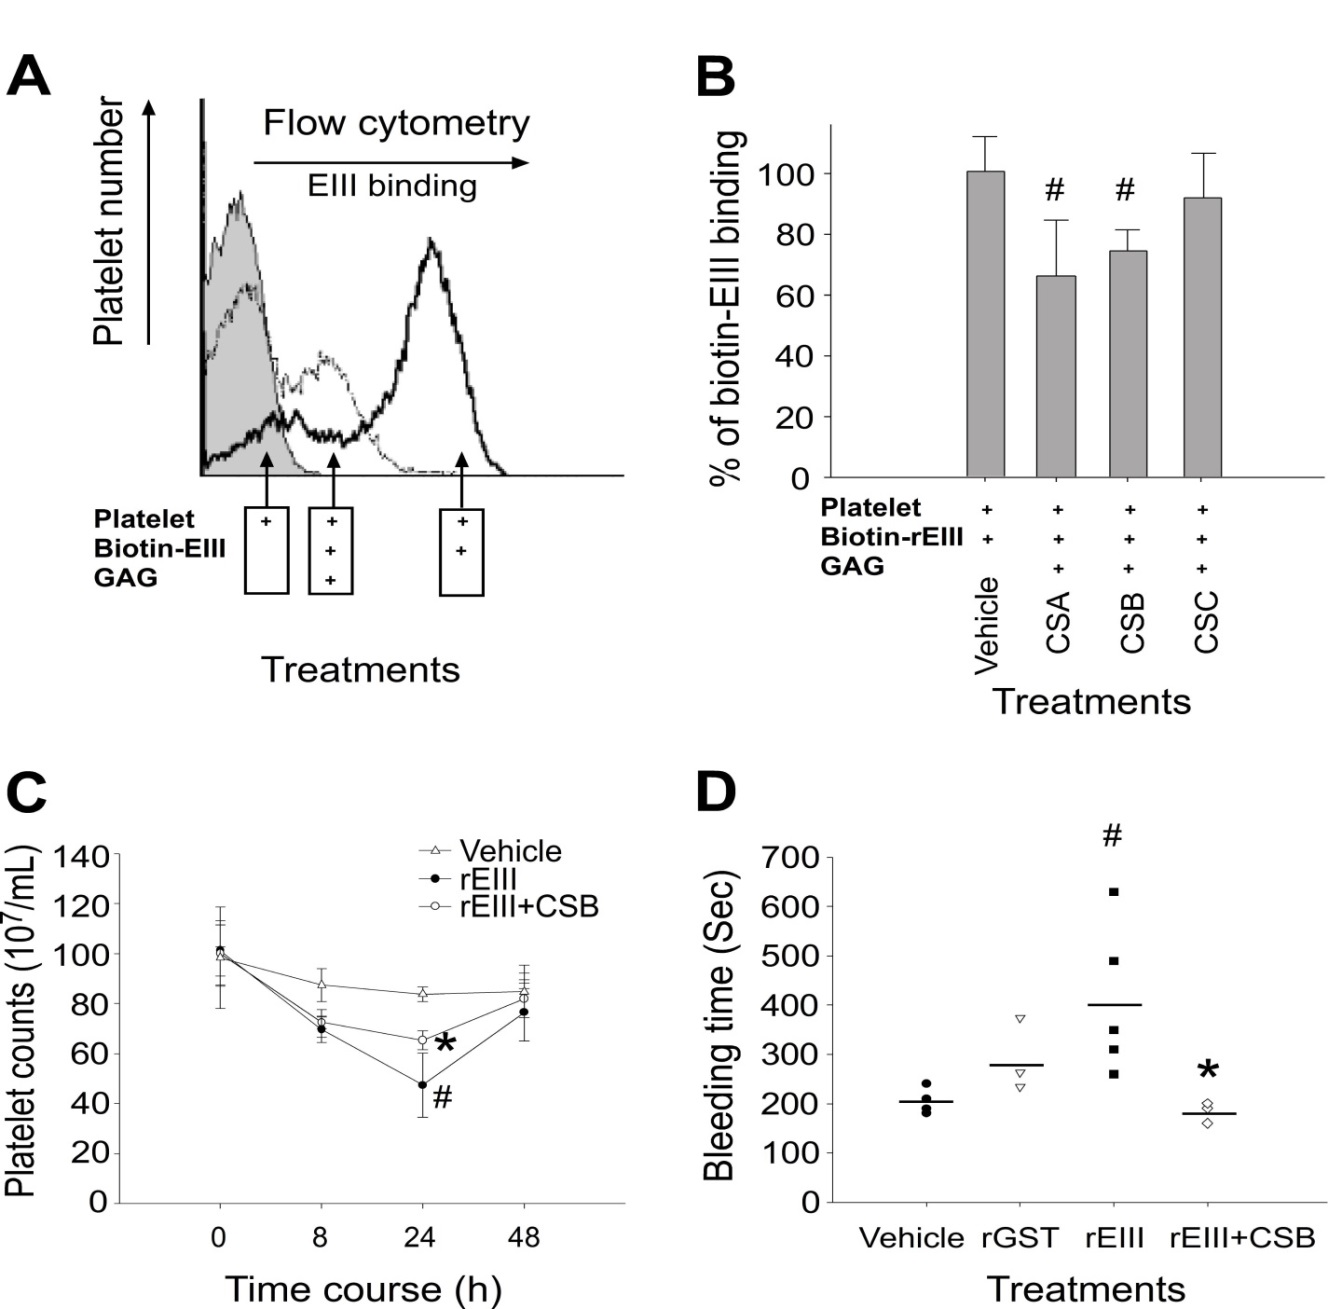 A
Platelet number
Flow cytometry
EIII binding
Platelet + + +
Biotin-EIII + +
GAG +
Treatments
B
% of biotin-EIII binding
100
80
60
40
20
0
# #
Platelet + + + +
Biotin-rEIII + + + +
GAG + + +
Vehicle CSA CSB CSC
Treatments
C
Platelet counts (10⁷/mL)
140
120
100
80
60
40
20
0
Vehicle
rEIII
rEIII+CSB
*
#
0 8 24 48
Time course (h)
D
Bleeding time (Sec)
700
600
500
400
300
200
100
0
#
*
Vehicle rGST rEIII rEIII+CSB
Treatments